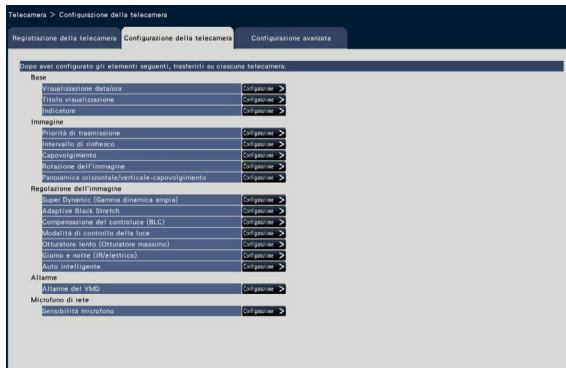 Telecamere > Configurazione della telecamera
Registrazione della telecamera Configurazione della telecamera Configurazione avanzata
Dopo aver configurato gli elementi seguenti, trasferirli su ciascuna telecamera.
Base
Visualizzazione data/ora Configurazione >
Titolo visualizzazione Configurazione >
Indicatore Configurazione >
Immagine
Priorità di trasmissione Configurazione >
Intervallo di rinfresco Configurazione >
Capovolgimento Configurazione >
Rotazione dell'immagine Configurazione >
Panoramica orizzontale/verticale-capovolgimento Configurazione >
Regolazione dell'immagine
Super Dynamic (Gamma dinamica ampia) Configurazione >
Adaptive Black Stretch Configurazione >
Compensazione del controluce (BLC) Configurazione >
Modalità di controllo della luce Configurazione >
Otturatore lento (Otturatore massimo) Configurazione >
Giorno e notte (IR/elettrico) Configurazione >
Auto intelligente Configurazione >
Allarme
Allarme del VMD Configurazione >
Microfono di rete
Sensibilità microfono Configurazione >